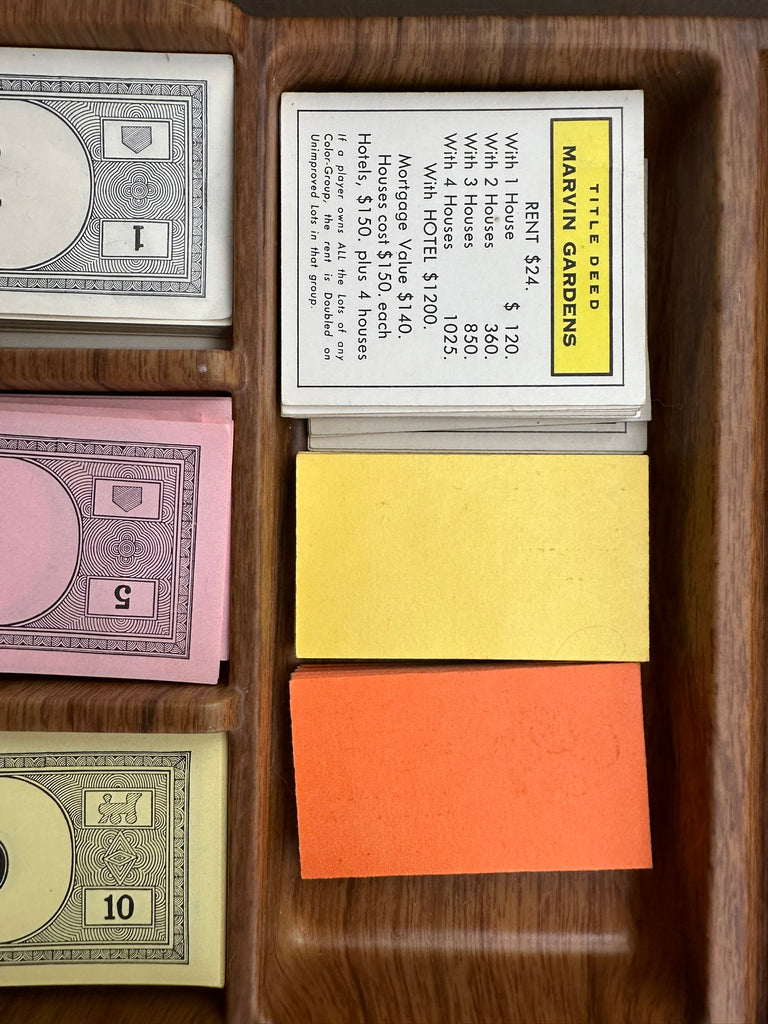 TITLE DEED
MARVIN GARDENS
RENT $24.
With 1 House $ 120.
With 2 Houses 360.
With 3 Houses 850.
With 4 Houses 1025.
With HOTEL $1200.
Mortgage Value $140.
Houses cost $150. each
Hotels, $150. plus 4 houses
If a player owns ALL the Lots of any
Color-Group, the rent is Doubled on
Unimproved Lots in that group.
1
5
10